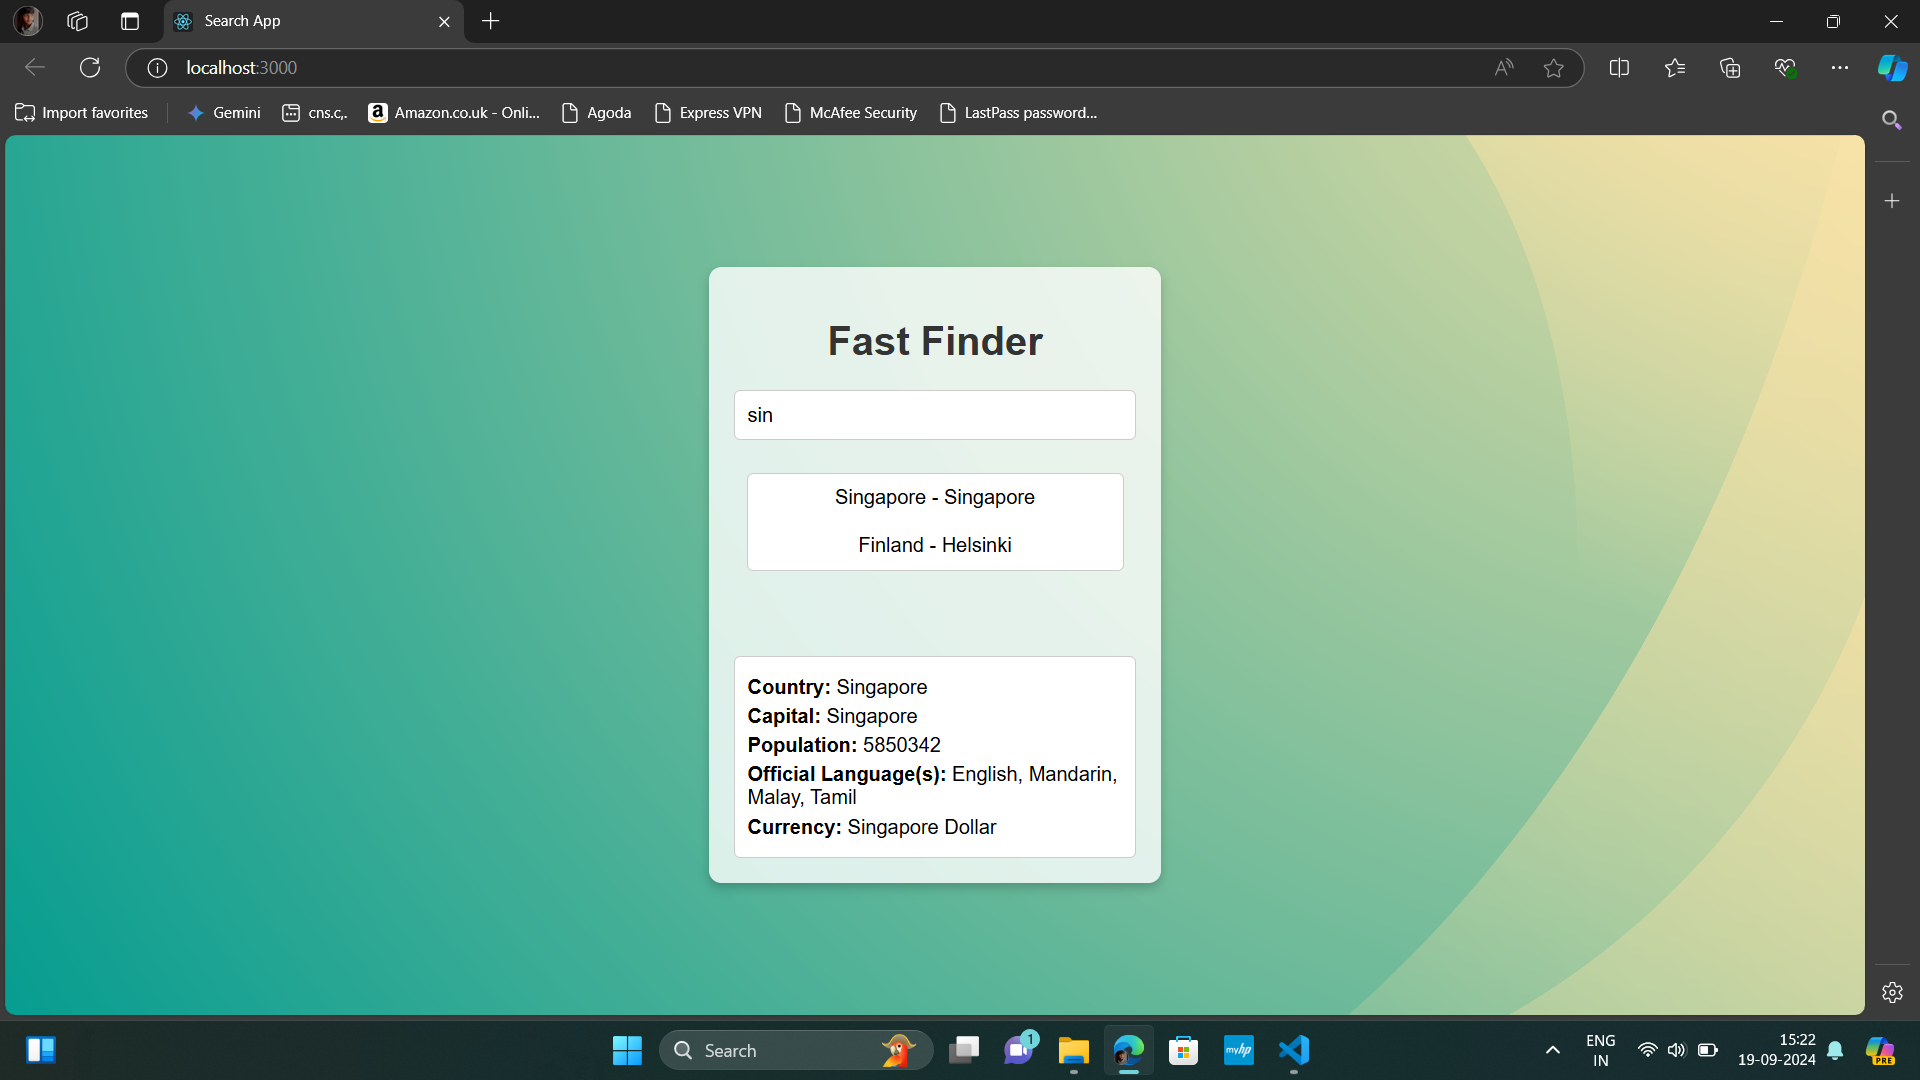 Search App
localhost:3000
Import favorites
Gemini
cns.c,.
Amazon.co.uk - Onli...
Agoda
Express VPN
McAfee Security
LastPass password...
Fast Finder
sin
Singapore - Singapore
Finland - Helsinki
Country: Singapore
Capital: Singapore
Population: 5850342
Official Language(s): English, Mandarin,
Malay, Tamil
Currency: Singapore Dollar
Search
1
myhp
ENG
IN
15:22
19-09-2024
PRE